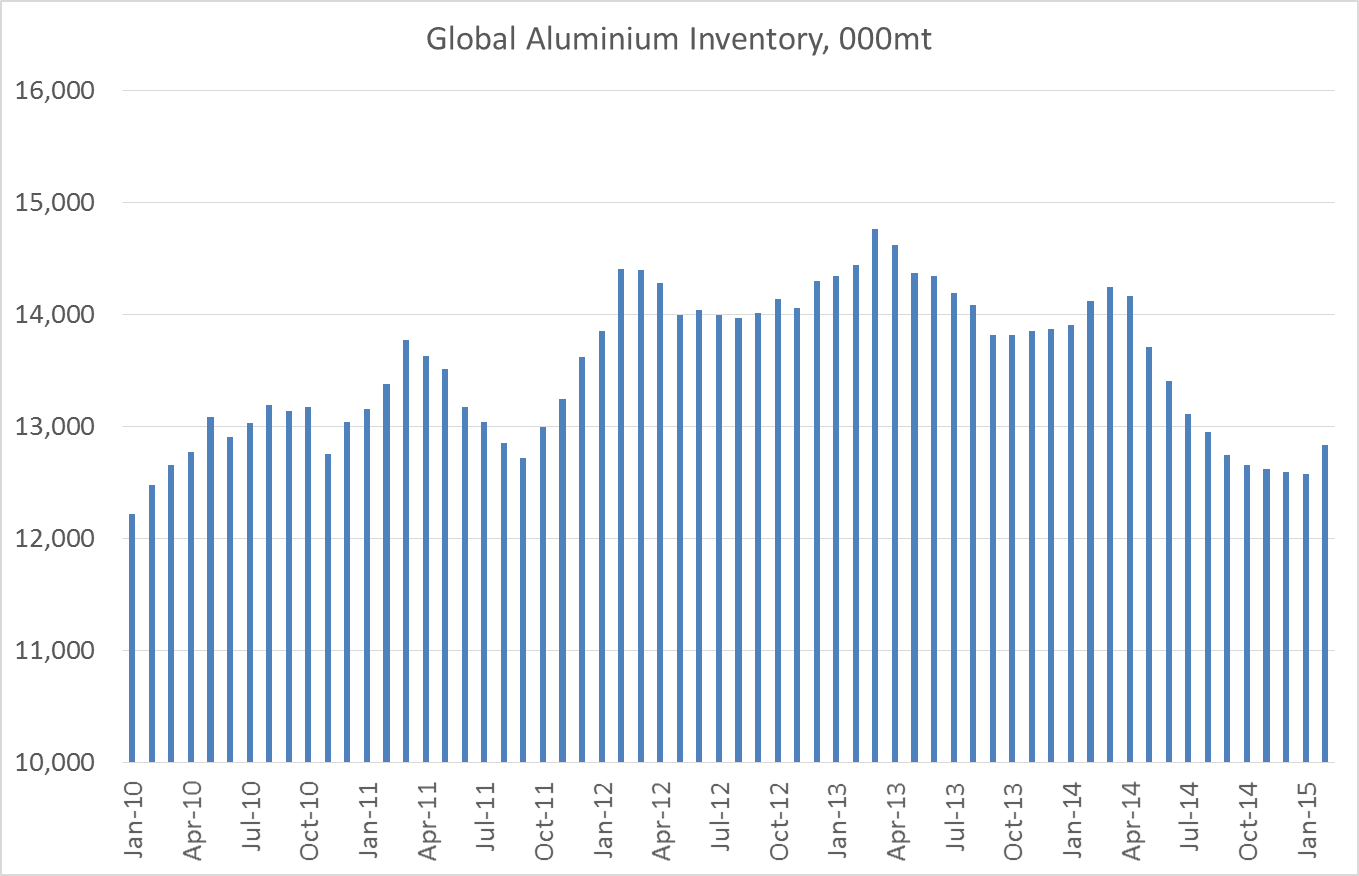 Global Aluminium Inventory, 000mt
16,000
15,000
14,000
13,000
12,000
11,000
10,000
Jan-10
Apr-10
Jul-10
Oct-10
Jan-11
Apr-11
Jul-11
Oct-11
Jan-12
Apr-12
Jul-12
Oct-12
Jan-13
Apr-13
Jul-13
Oct-13
Jan-14
Apr-14
Jul-14
Oct-14
Jan-15